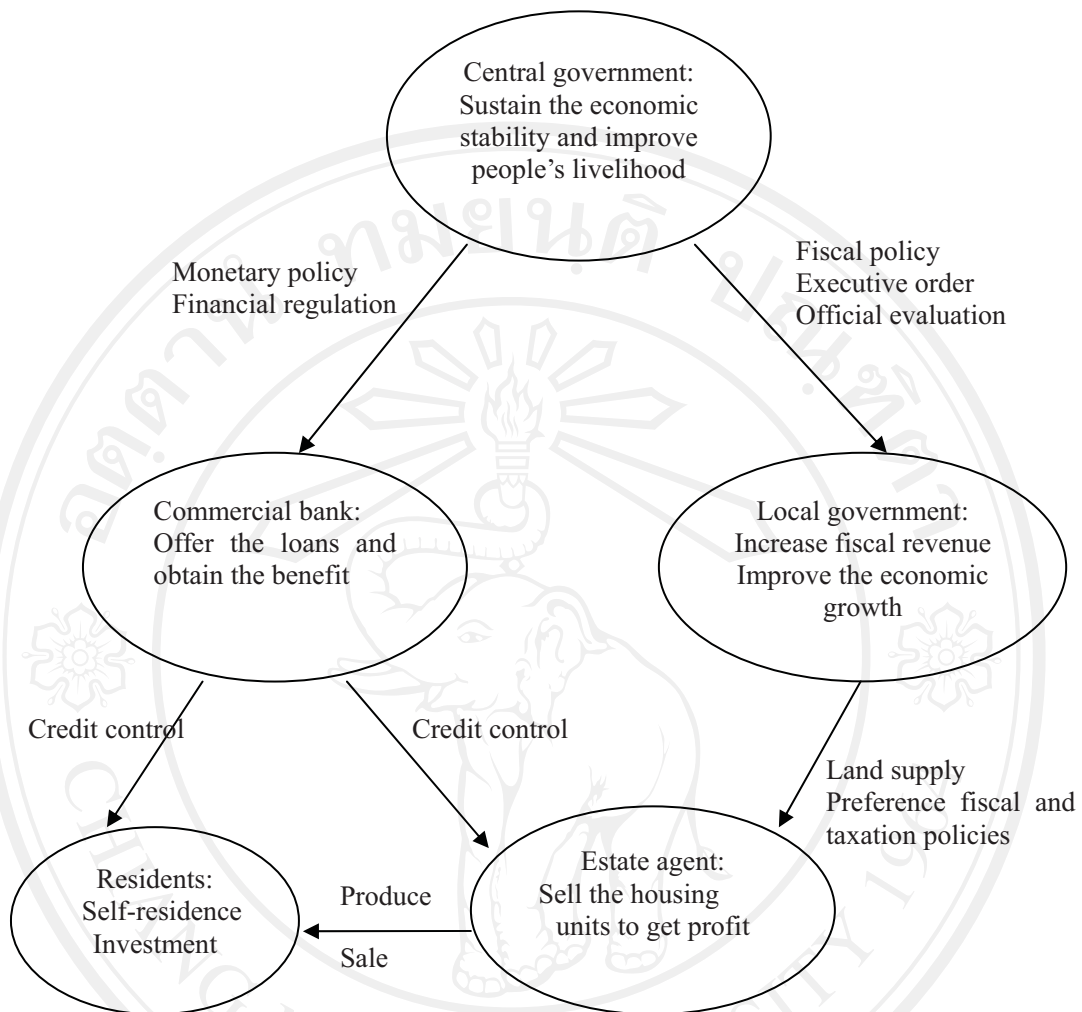 Central government:
Sustain the economic
stability and improve
people's livelihood
Monetary policy
Financial regulation
Fiscal policy
Executive order
Official evaluation
Commercial bank:
Offer the loans and
obtain the benefit
Local government:
Increase fiscal revenue
Improve the economic
growth
Credit control
Credit control
Land supply
Preference fiscal and
taxation policies
Residents:
Self-residence
Investment
Produce
Sale
Estate agent:
Sell the housing
units to get profit